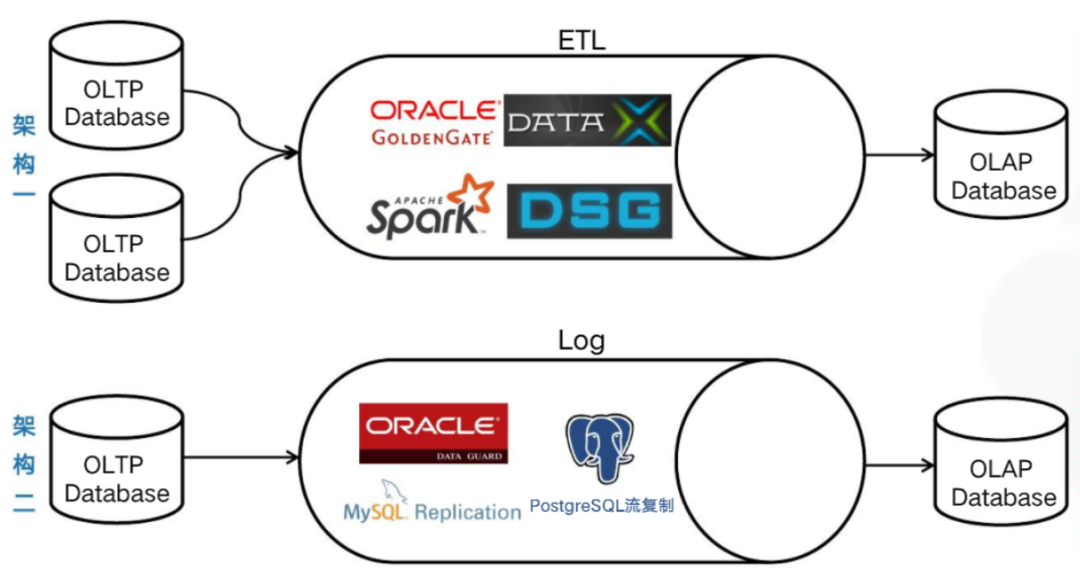 架构一
OLTP
Database
OLTP
Database
ETL
ORACLE®
GOLDENGATE®
DATA X
APACHE
Spark™
DSG
OLAP
Database
架构二
OLTP
Database
Log
ORACLE®
DATA GUARD
MySQL™ Replication
PostgreSQL流复制
OLAP
Database